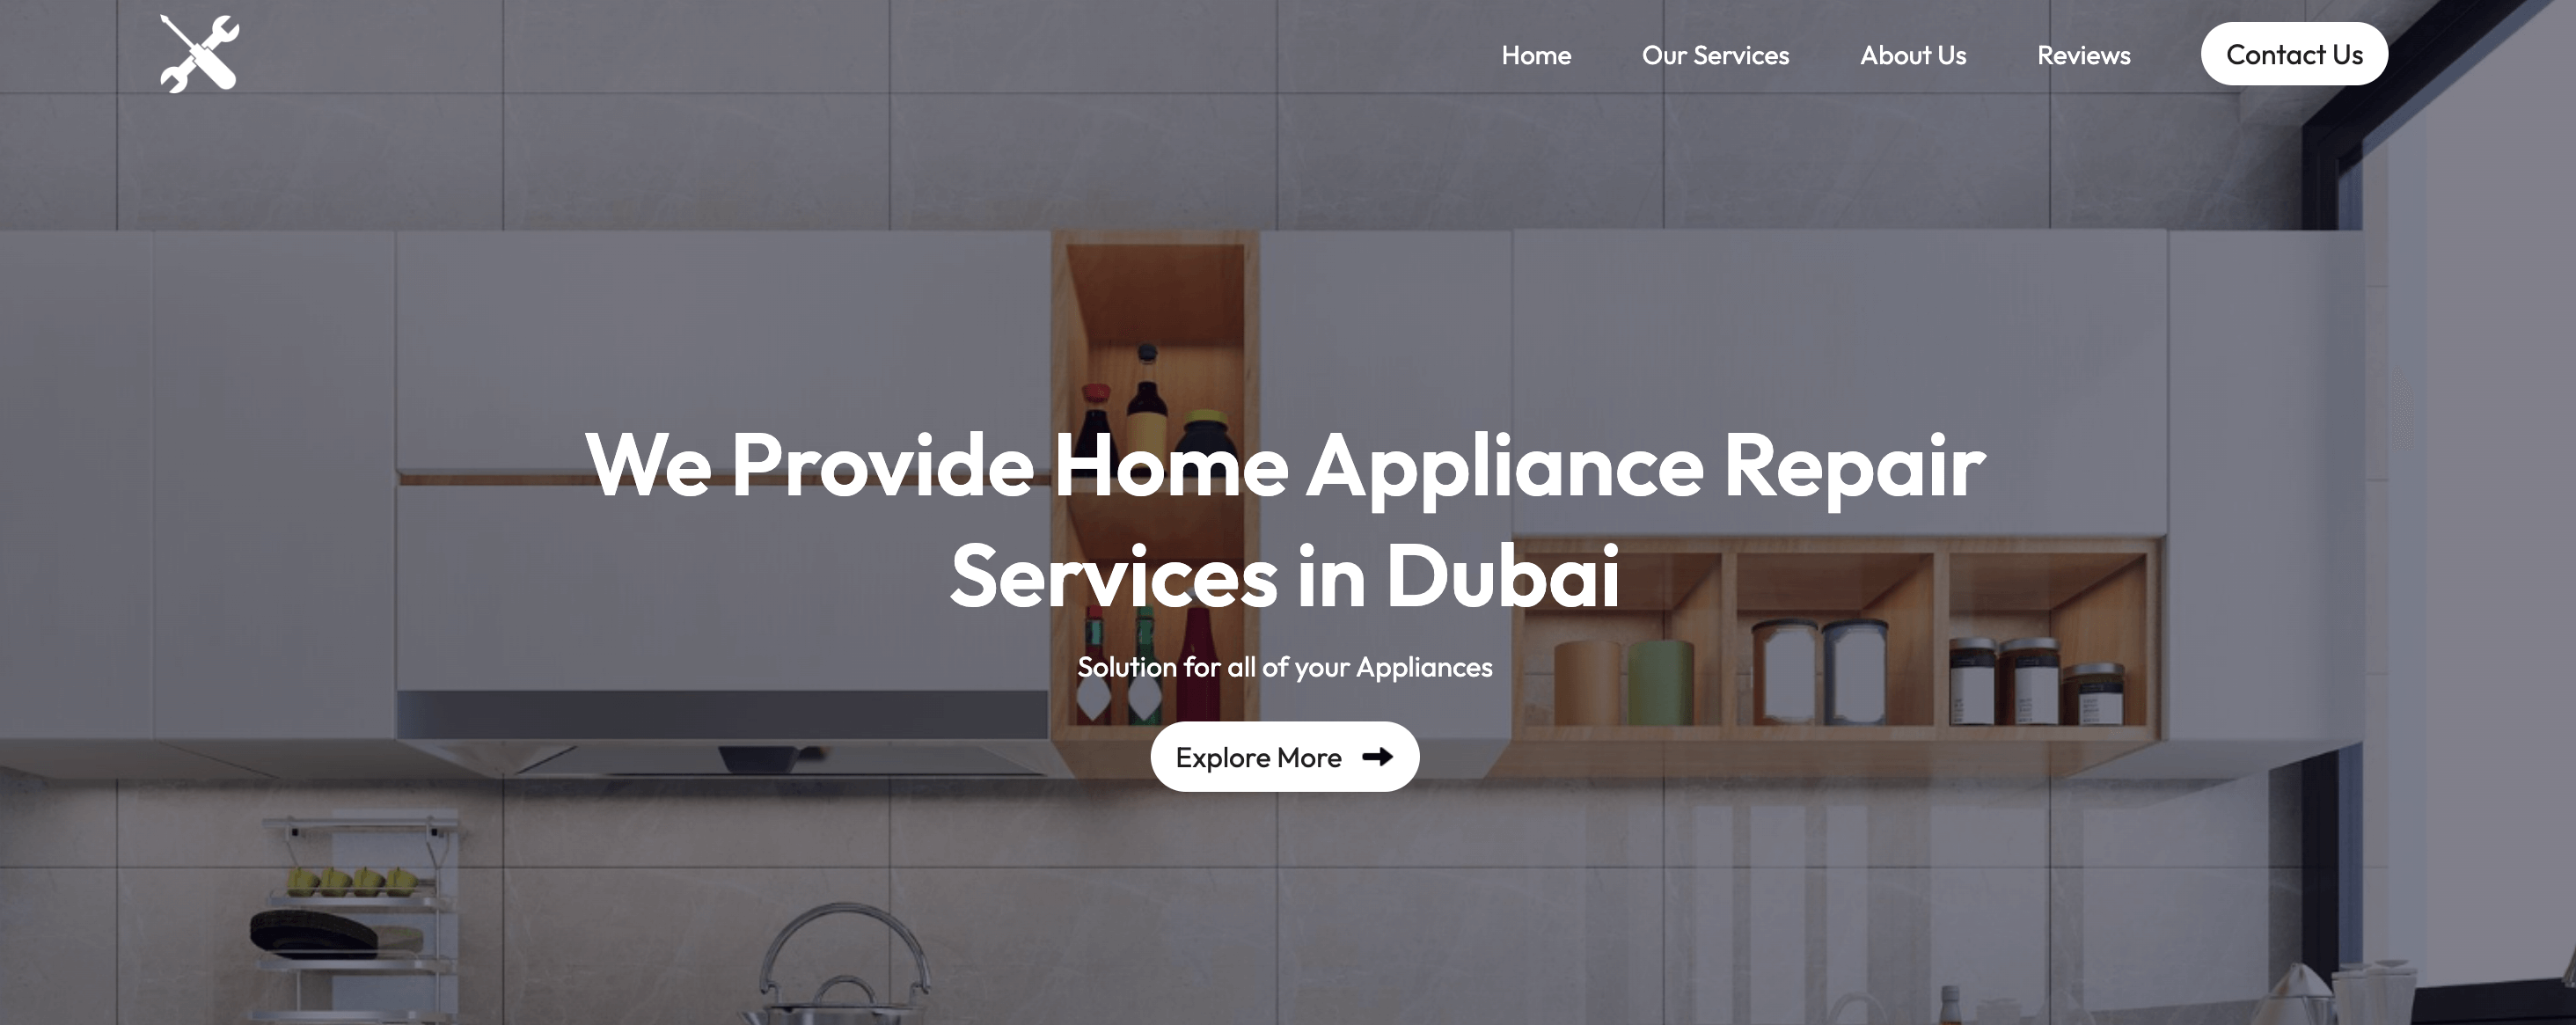 Home
Our Services
About Us
Reviews
Contact Us
We Provide Home Appliance Repair
Services in Dubai
Solution for all of your Appliances
Explore More